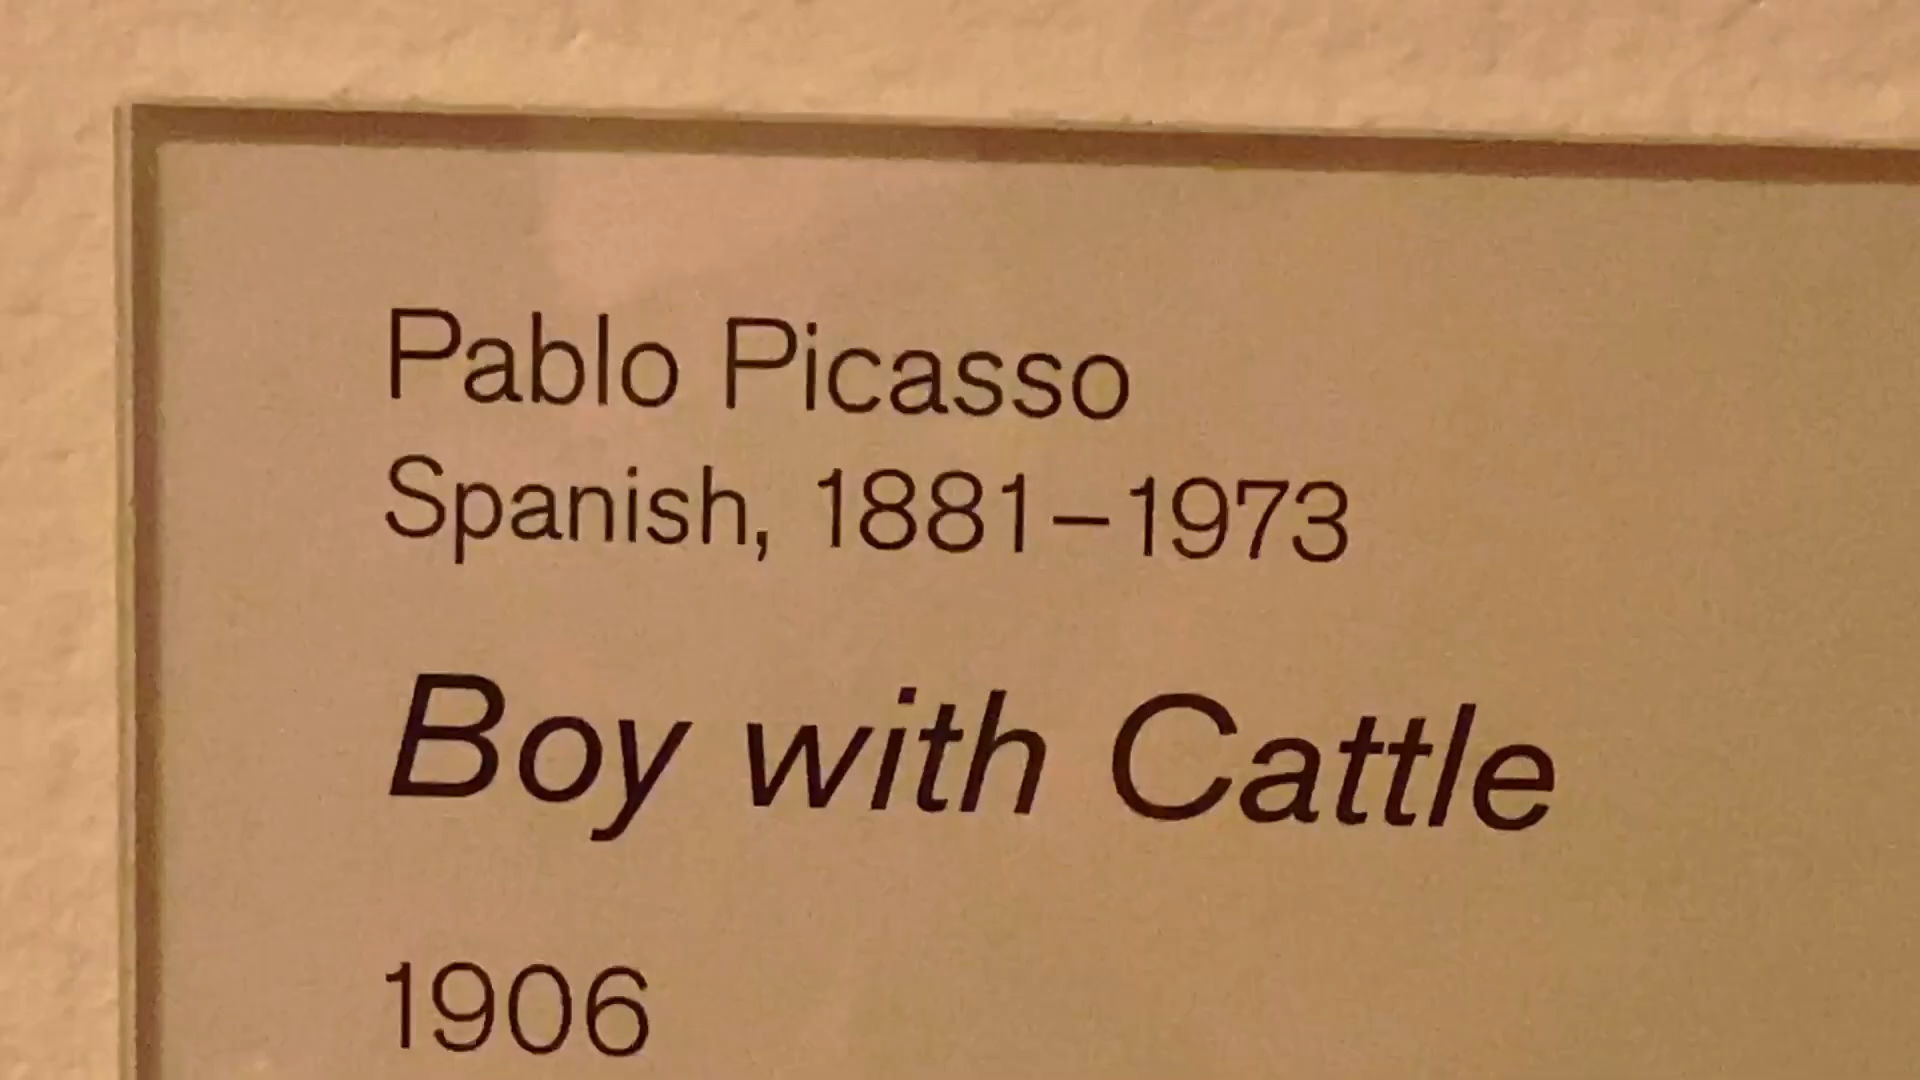 Pablo Picasso
Spanish, 1881–1973
Boy with Cattle
1906